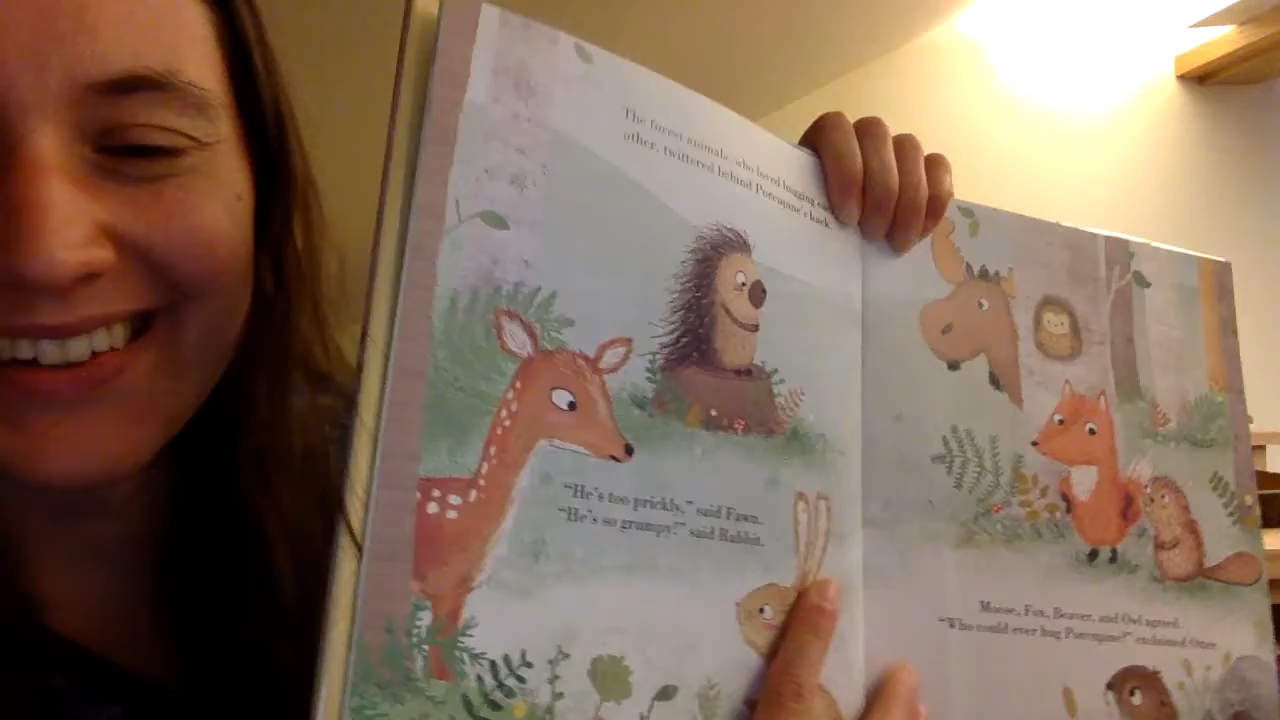 The forest animals, who loved hugging each
other, twittered behind Porcupine's back.
"He's too prickly," said Fawn.
"He's so grumpy!" said Rabbit.
Moose, Fox, Beaver, and Owl agreed.
"Who could ever hug Porcupine?" exclaimed Otter.